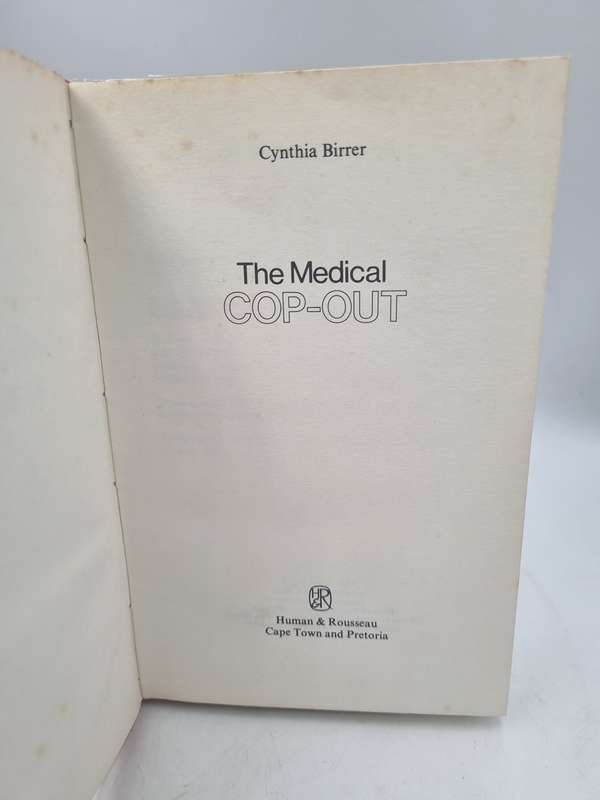 Cynthia Birrer
The Medical
COP-OUT
H&R
Human & Rousseau
Cape Town and Pretoria